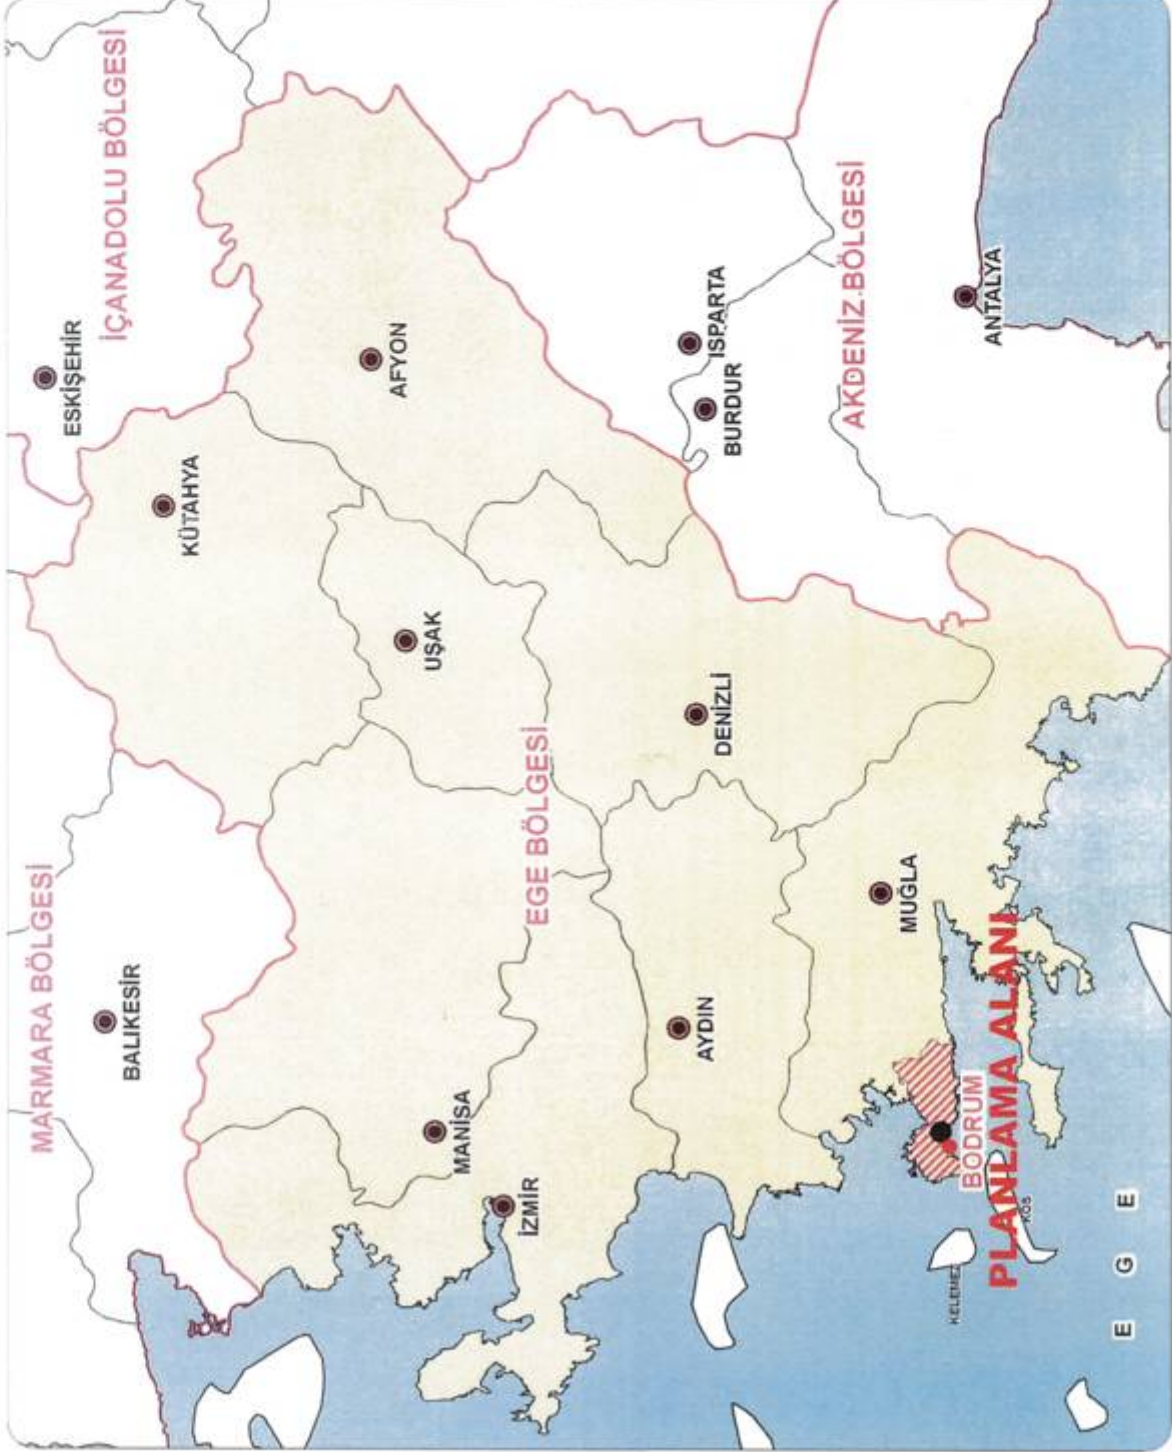 MARMARA BÖLGESİ
İÇANADOLU BÖLGESİ
ESKİŞEHİR
BALIKESİR
KÜTAHYA
AFYON
UŞAK
MANİSA
İZMİR
EGE BÖLGESİ
AYDIN
DENİZLİ
ISPARTA
BURDUR
AKDENİZ BÖLGESİ
MUĞLA
ANTALYA
BODRUM
PLANLAMA ALANI
KELEMEZ
KOS
E G E